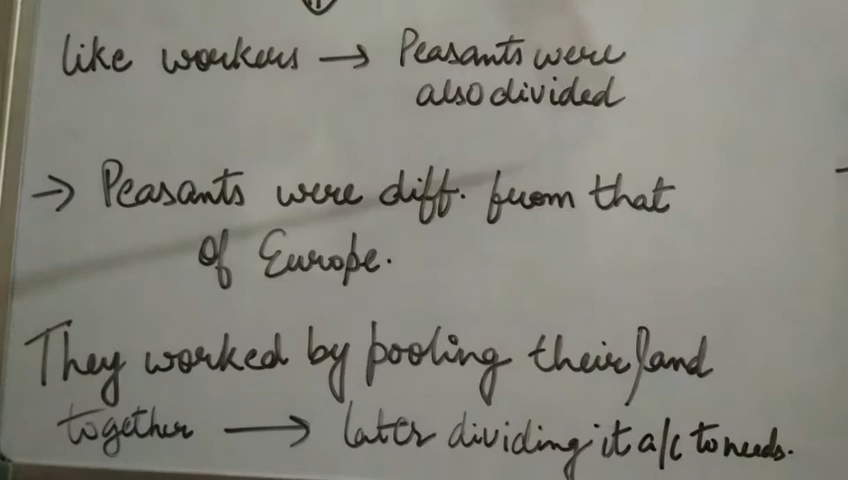 like workers → Peasants were
also divided
→ Peasants were diff. from that
of Europe.
They worked by pooling their land
together → later dividing it a/c to needs.